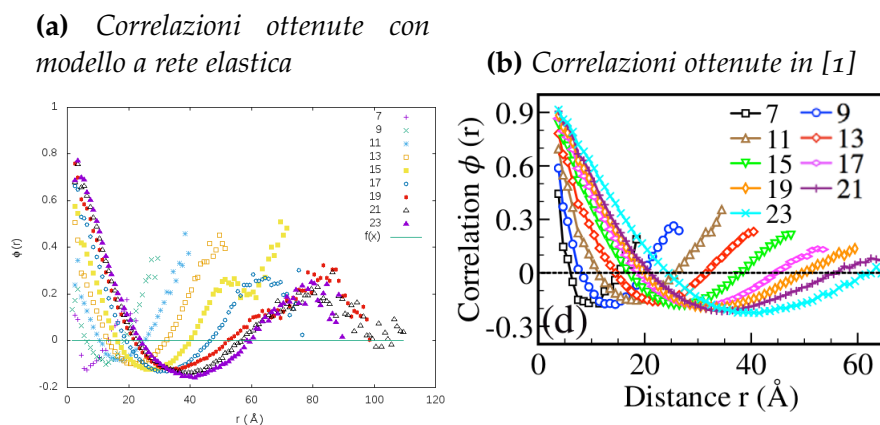 (a) Correlazioni ottenute con
modello a rete elastica
(b) Correlazioni ottenute in [1]
1
0.8
0.6
0.4
0.2
0
-0.2
ϕ(r)
0 20 40 60 80 100 120
r (Å)
7
9
11
13
15
17
19
21
23
f(x)
0.9
0.6
0.3
0
-0.3
Correlation ϕ (r)
7 9
11 13
15 17
19 21
23
(d)
0 20 40 60
Distance r (Å)